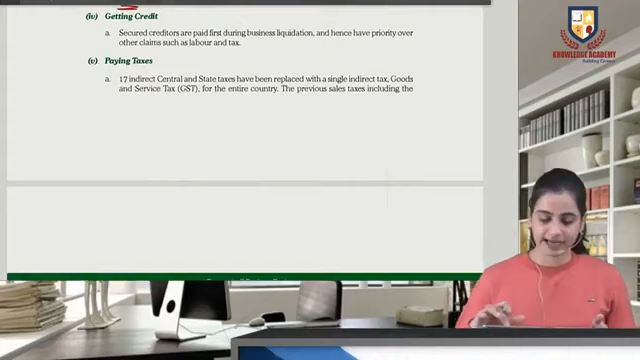 (iv) Getting Credit
a. Secured creditors are paid first during business liquidation, and hence have priority over
other claims such as labour and tax.
(v) Paying Taxes
a. 17 indirect Central and State taxes have been replaced with a single indirect tax, Goods
and Service Tax (GST), for the entire country. The previous sales taxes including the
KNOWLEDGE ACADEMY
Building Careers